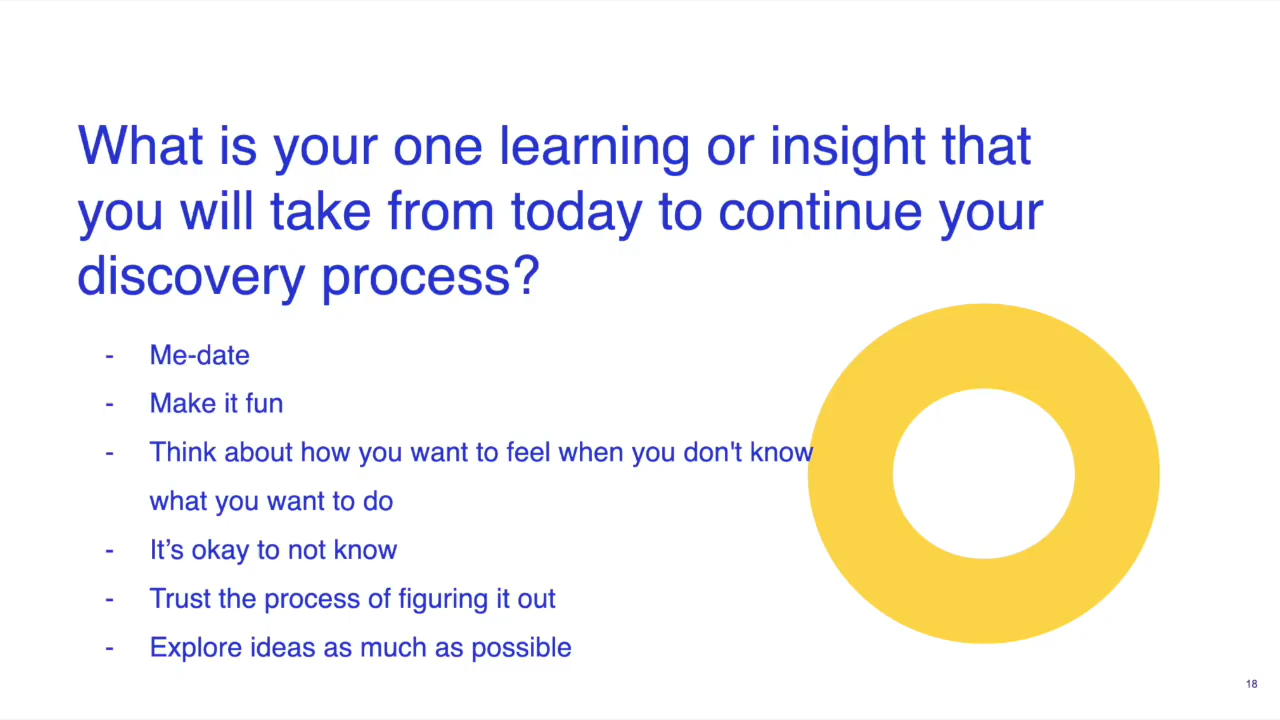 What is your one learning or insight that
you will take from today to continue your
discovery process?
- Me-date
- Make it fun
- Think about how you want to feel when you don't know
what you want to do
- It’s okay to not know
- Trust the process of figuring it out
- Explore ideas as much as possible
18